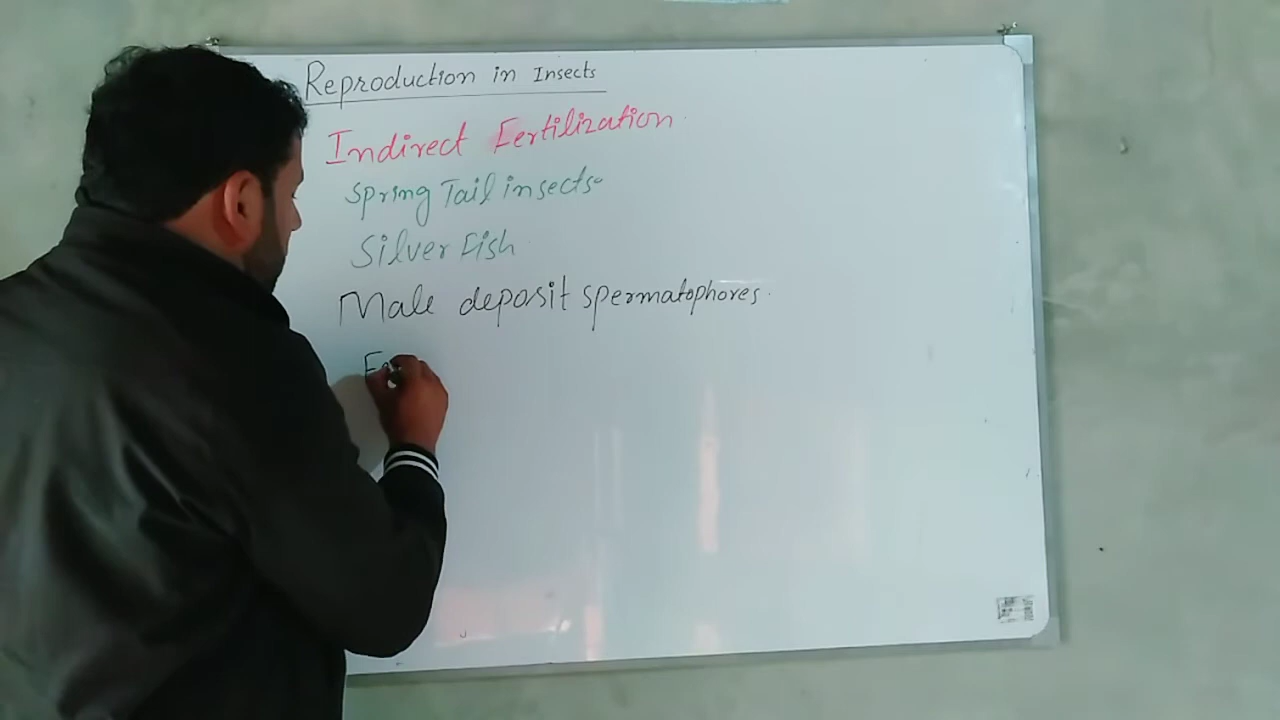 Reproduction in Insects
Indirect Fertilization
Spring Tail insects
Silver Fish
Male deposit spermatophores.